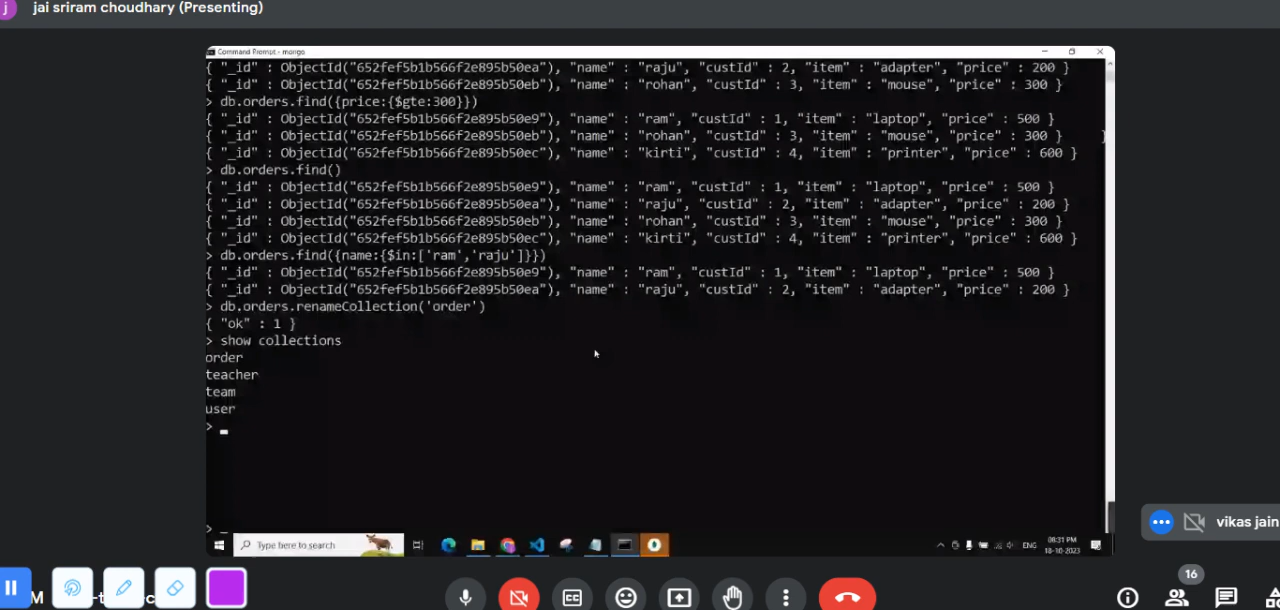 j jai sriram choudhary (Presenting)
Command Prompt - mongo
{ "_id" : ObjectId("652fef5b1b566f2e895b50ea"), "name" : "raju", "custId" : 2, "item" : "adapter", "price" : 200 }
{ "_id" : ObjectId("652fef5b1b566f2e895b50eb"), "name" : "rohan", "custId" : 3, "item" : "mouse", "price" : 300 }
> db.orders.find({price:{$gte:300}})
{ "_id" : ObjectId("652fef5b1b566f2e895b50e9"), "name" : "ram", "custId" : 1, "item" : "laptop", "price" : 500 }
{ "_id" : ObjectId("652fef5b1b566f2e895b50eb"), "name" : "rohan", "custId" : 3, "item" : "mouse", "price" : 300 } }
{ "_id" : ObjectId("652fef5b1b566f2e895b50ec"), "name" : "kirti", "custId" : 4, "item" : "printer", "price" : 600 }
> db.orders.find()
{ "_id" : ObjectId("652fef5b1b566f2e895b50e9"), "name" : "ram", "custId" : 1, "item" : "laptop", "price" : 500 }
{ "_id" : ObjectId("652fef5b1b566f2e895b50ea"), "name" : "raju", "custId" : 2, "item" : "adapter", "price" : 200 }
{ "_id" : ObjectId("652fef5b1b566f2e895b50eb"), "name" : "rohan", "custId" : 3, "item" : "mouse", "price" : 300 }
{ "_id" : ObjectId("652fef5b1b566f2e895b50ec"), "name" : "kirti", "custId" : 4, "item" : "printer", "price" : 600 }
> db.orders.find({name:{$in:['ram','raju']}})
{ "_id" : ObjectId("652fef5b1b566f2e895b50e9"), "name" : "ram", "custId" : 1, "item" : "laptop", "price" : 500 }
{ "_id" : ObjectId("652fef5b1b566f2e895b50ea"), "name" : "raju", "custId" : 2, "item" : "adapter", "price" : 200 }
> db.orders.renameCollection('order')
{ "ok" : 1 }
> show collections
order
teacher
team
user
>
>
vikas jain
Type here to search
ENG
06:31 PM
18-10-2023
16
CC